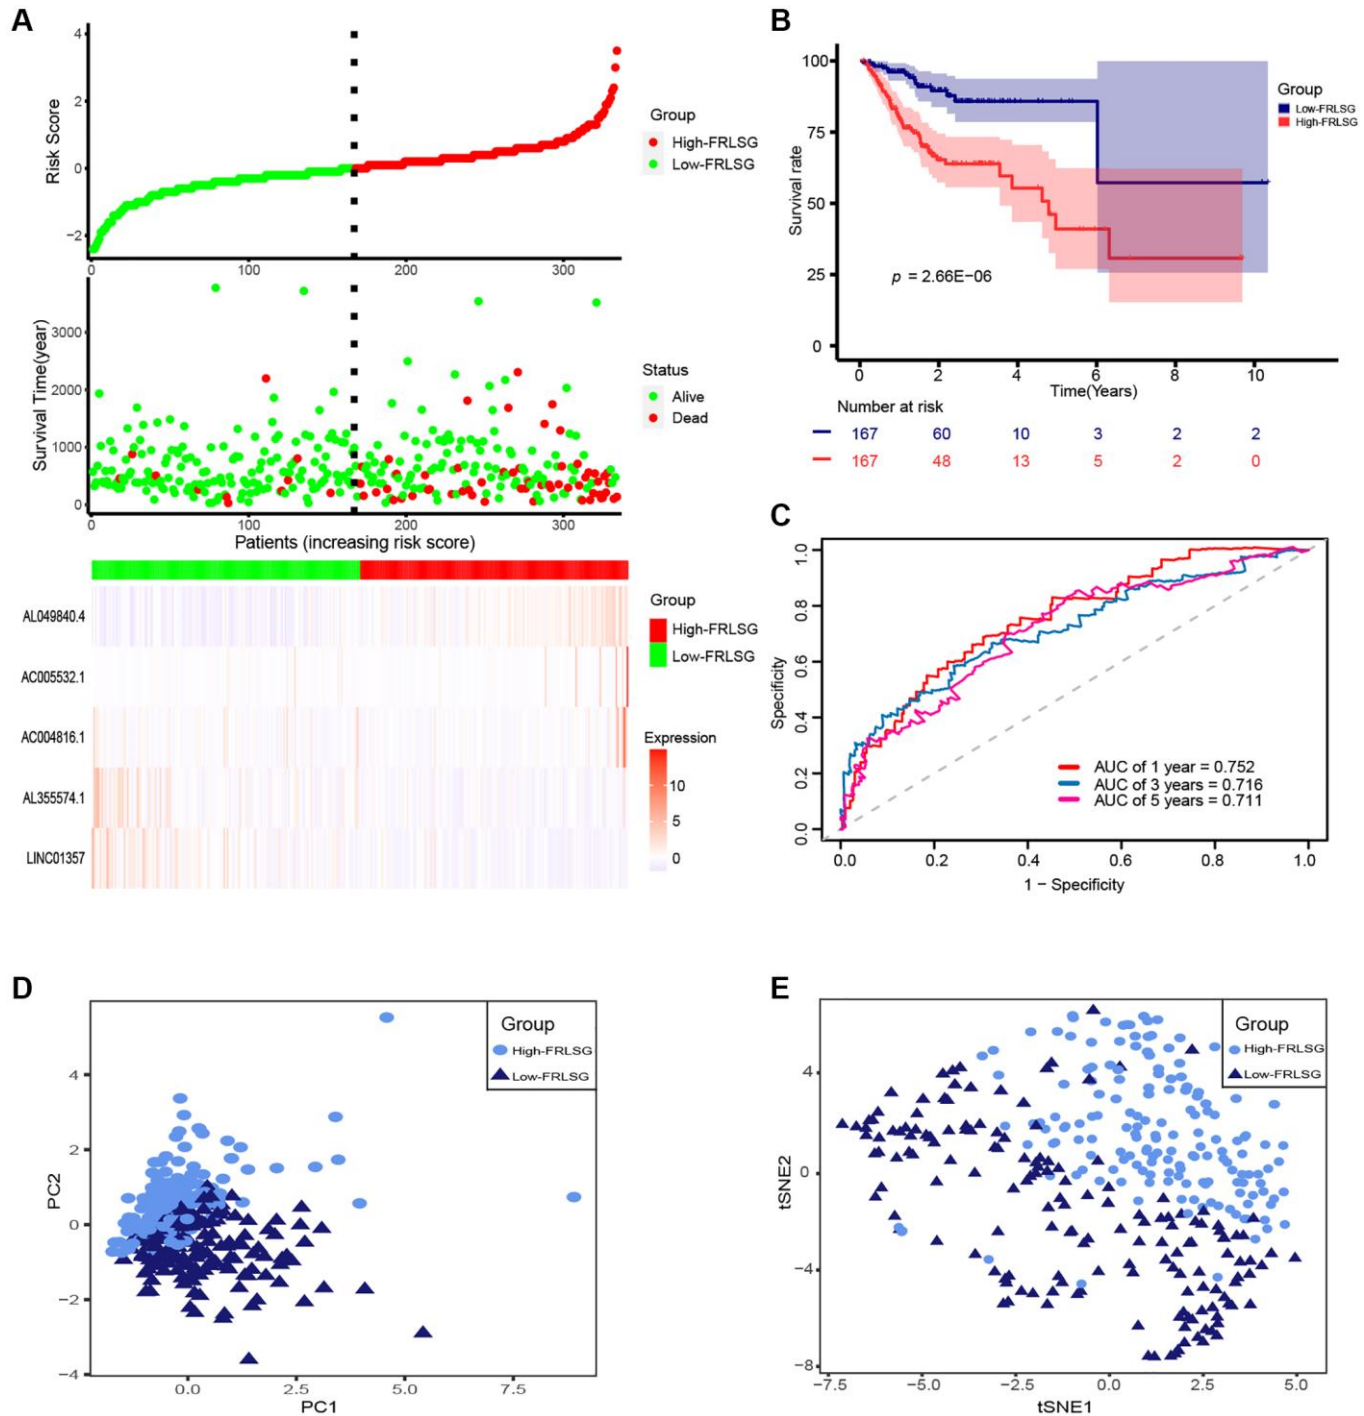 A
4
2
0
−2
Risk Score
0
100
200
300
Group
High-FRLSG
Low-FRLSG
3000
2000
1000
0
Survival Time(year)
0
100
200
300
Patients (increasing risk score)
Status
Alive
Dead
AL049840.4
AC005532.1
AC004816.1
AL355574.1
LINC01357
Group
High-FRLSG
Low-FRLSG
Expression
10
5
0
B
100
75
50
25
0
Survival rate
p = 2.66E−06
0 2 4 6 8 10
Time(Years)
Group
Low-FRLSG
High-FRLSG
Number at risk
167 60 10 3 2 2
167 48 13 5 2 0
C
1.0
0.8
0.6
0.4
0.2
0.0
Specificity
AUC of 1 year = 0.752
AUC of 3 years = 0.716
AUC of 5 years = 0.711
0.0 0.2 0.4 0.6 0.8 1.0
1 − Specificity
D
Group
High-FRLSG
Low-FRLSG
4
2
0
−2
−4
PC2
0.0 2.5 5.0 7.5
PC1
E
Group
High-FRLSG
Low-FRLSG
4
0
−4
−8
tSNE2
−7.5 −5.0 −2.5 0.0 2.5 5.0
tSNE1